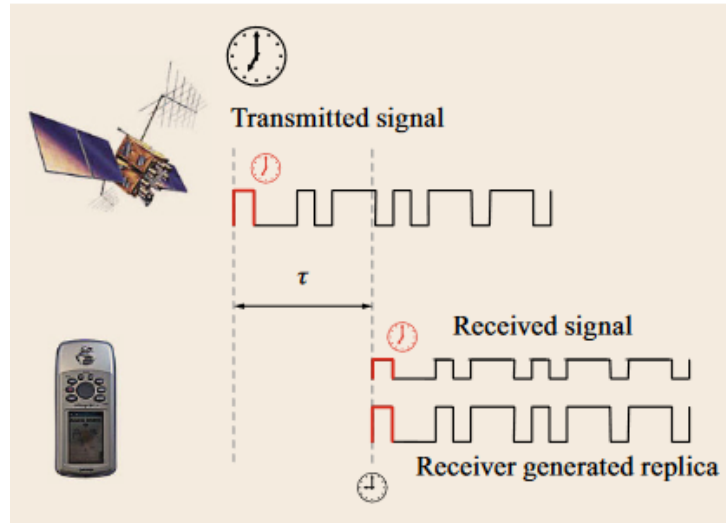 Transmitted signal
τ
Received signal
Receiver generated replica